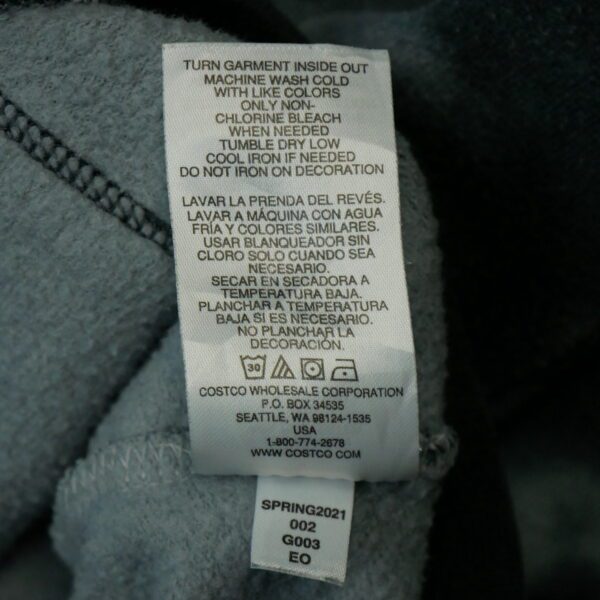 TURN GARMENT INSIDE OUT
MACHINE WASH COLD
WITH LIKE COLORS
ONLY NON-
CHLORINE BLEACH
WHEN NEEDED
TUMBLE DRY LOW
COOL IRON IF NEEDED
DO NOT IRON ON DECORATION
LAVAR LA PRENDA DEL REVÉS.
LAVAR A MÁQUINA CON AGUA
FRÍA Y COLORES SIMILARES.
USAR BLANQUEADOR SIN
CLORO SOLO CUANDO SEA
NECESARIO.
SECAR EN SECADORA A
TEMPERATURA BAJA.
PLANCHAR A TEMPERATURA
BAJA SI ES NECESARIO.
NO PLANCHAR LA
DECORACIÓN.
30
COSTCO WHOLESALE CORPORATION
P.O. BOX 34535
SEATTLE, WA 98124-1535
USA
1-800-774-2678
WWW.COSTCO.COM
SPRING2021
002
G003
EO